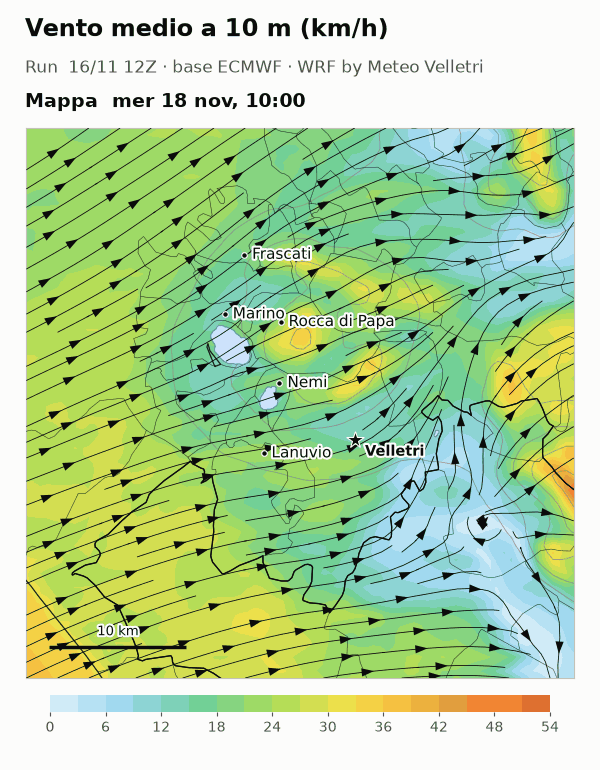 Vento medio a 10 m (km/h)
Run  16/11 12Z · base ECMWF · WRF by Meteo Velletri
Mappa  mer 18 nov, 10:00
Frascati
Marino
Rocca di Papa
Nemi
Velletri
Lanuvio
10 km
0 6 12 18 24 30 36 42 48 54